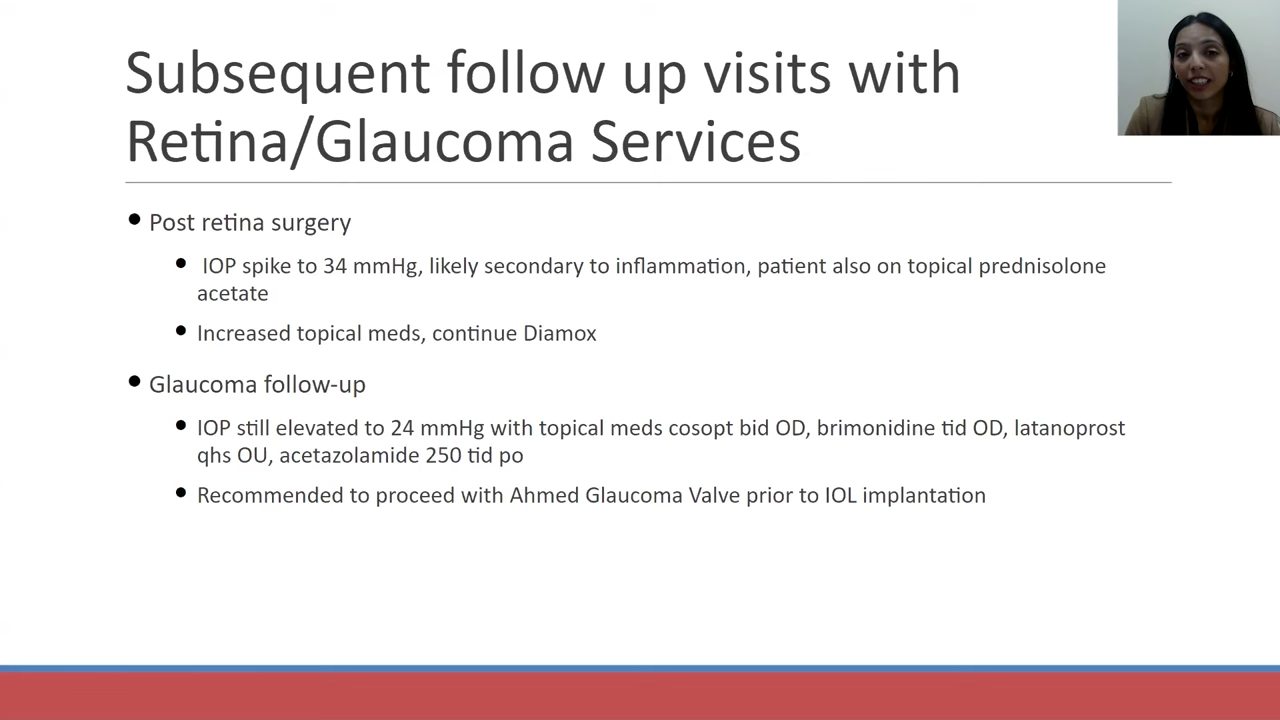 Subsequent follow up visits with
Retina/Glaucoma Services
• Post retina surgery
• IOP spike to 34 mmHg, likely secondary to inflammation, patient also on topical prednisolone
acetate
• Increased topical meds, continue Diamox
• Glaucoma follow-up
• IOP still elevated to 24 mmHg with topical meds cosopt bid OD, brimonidine tid OD, latanoprost
qhs OU, acetazolamide 250 tid po
• Recommended to proceed with Ahmed Glaucoma Valve prior to IOL implantation